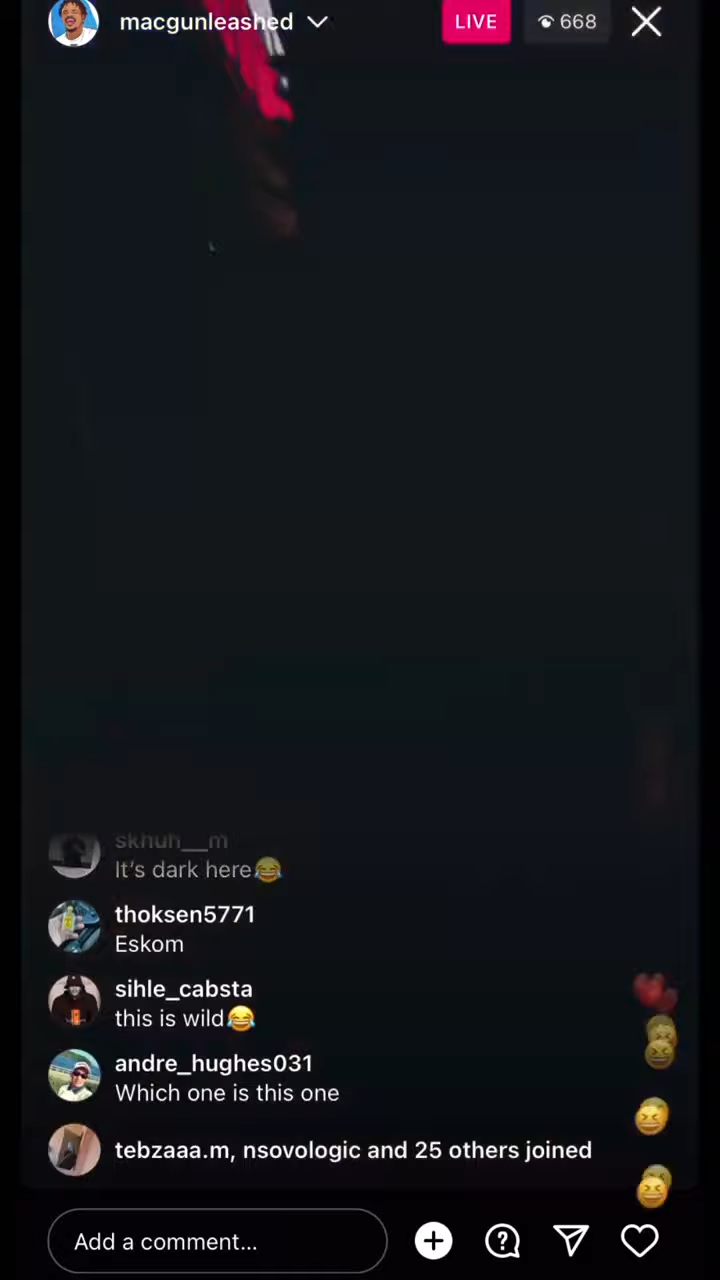 macgunleashed
LIVE
668
skhuh__m
It's dark here😂
thoksen5771
Eskom
sihle_cabsta
this is wild😂
andre_hughes031
Which one is this one
tebzaaa.m, nsovologic and 25 others joined
Add a comment...